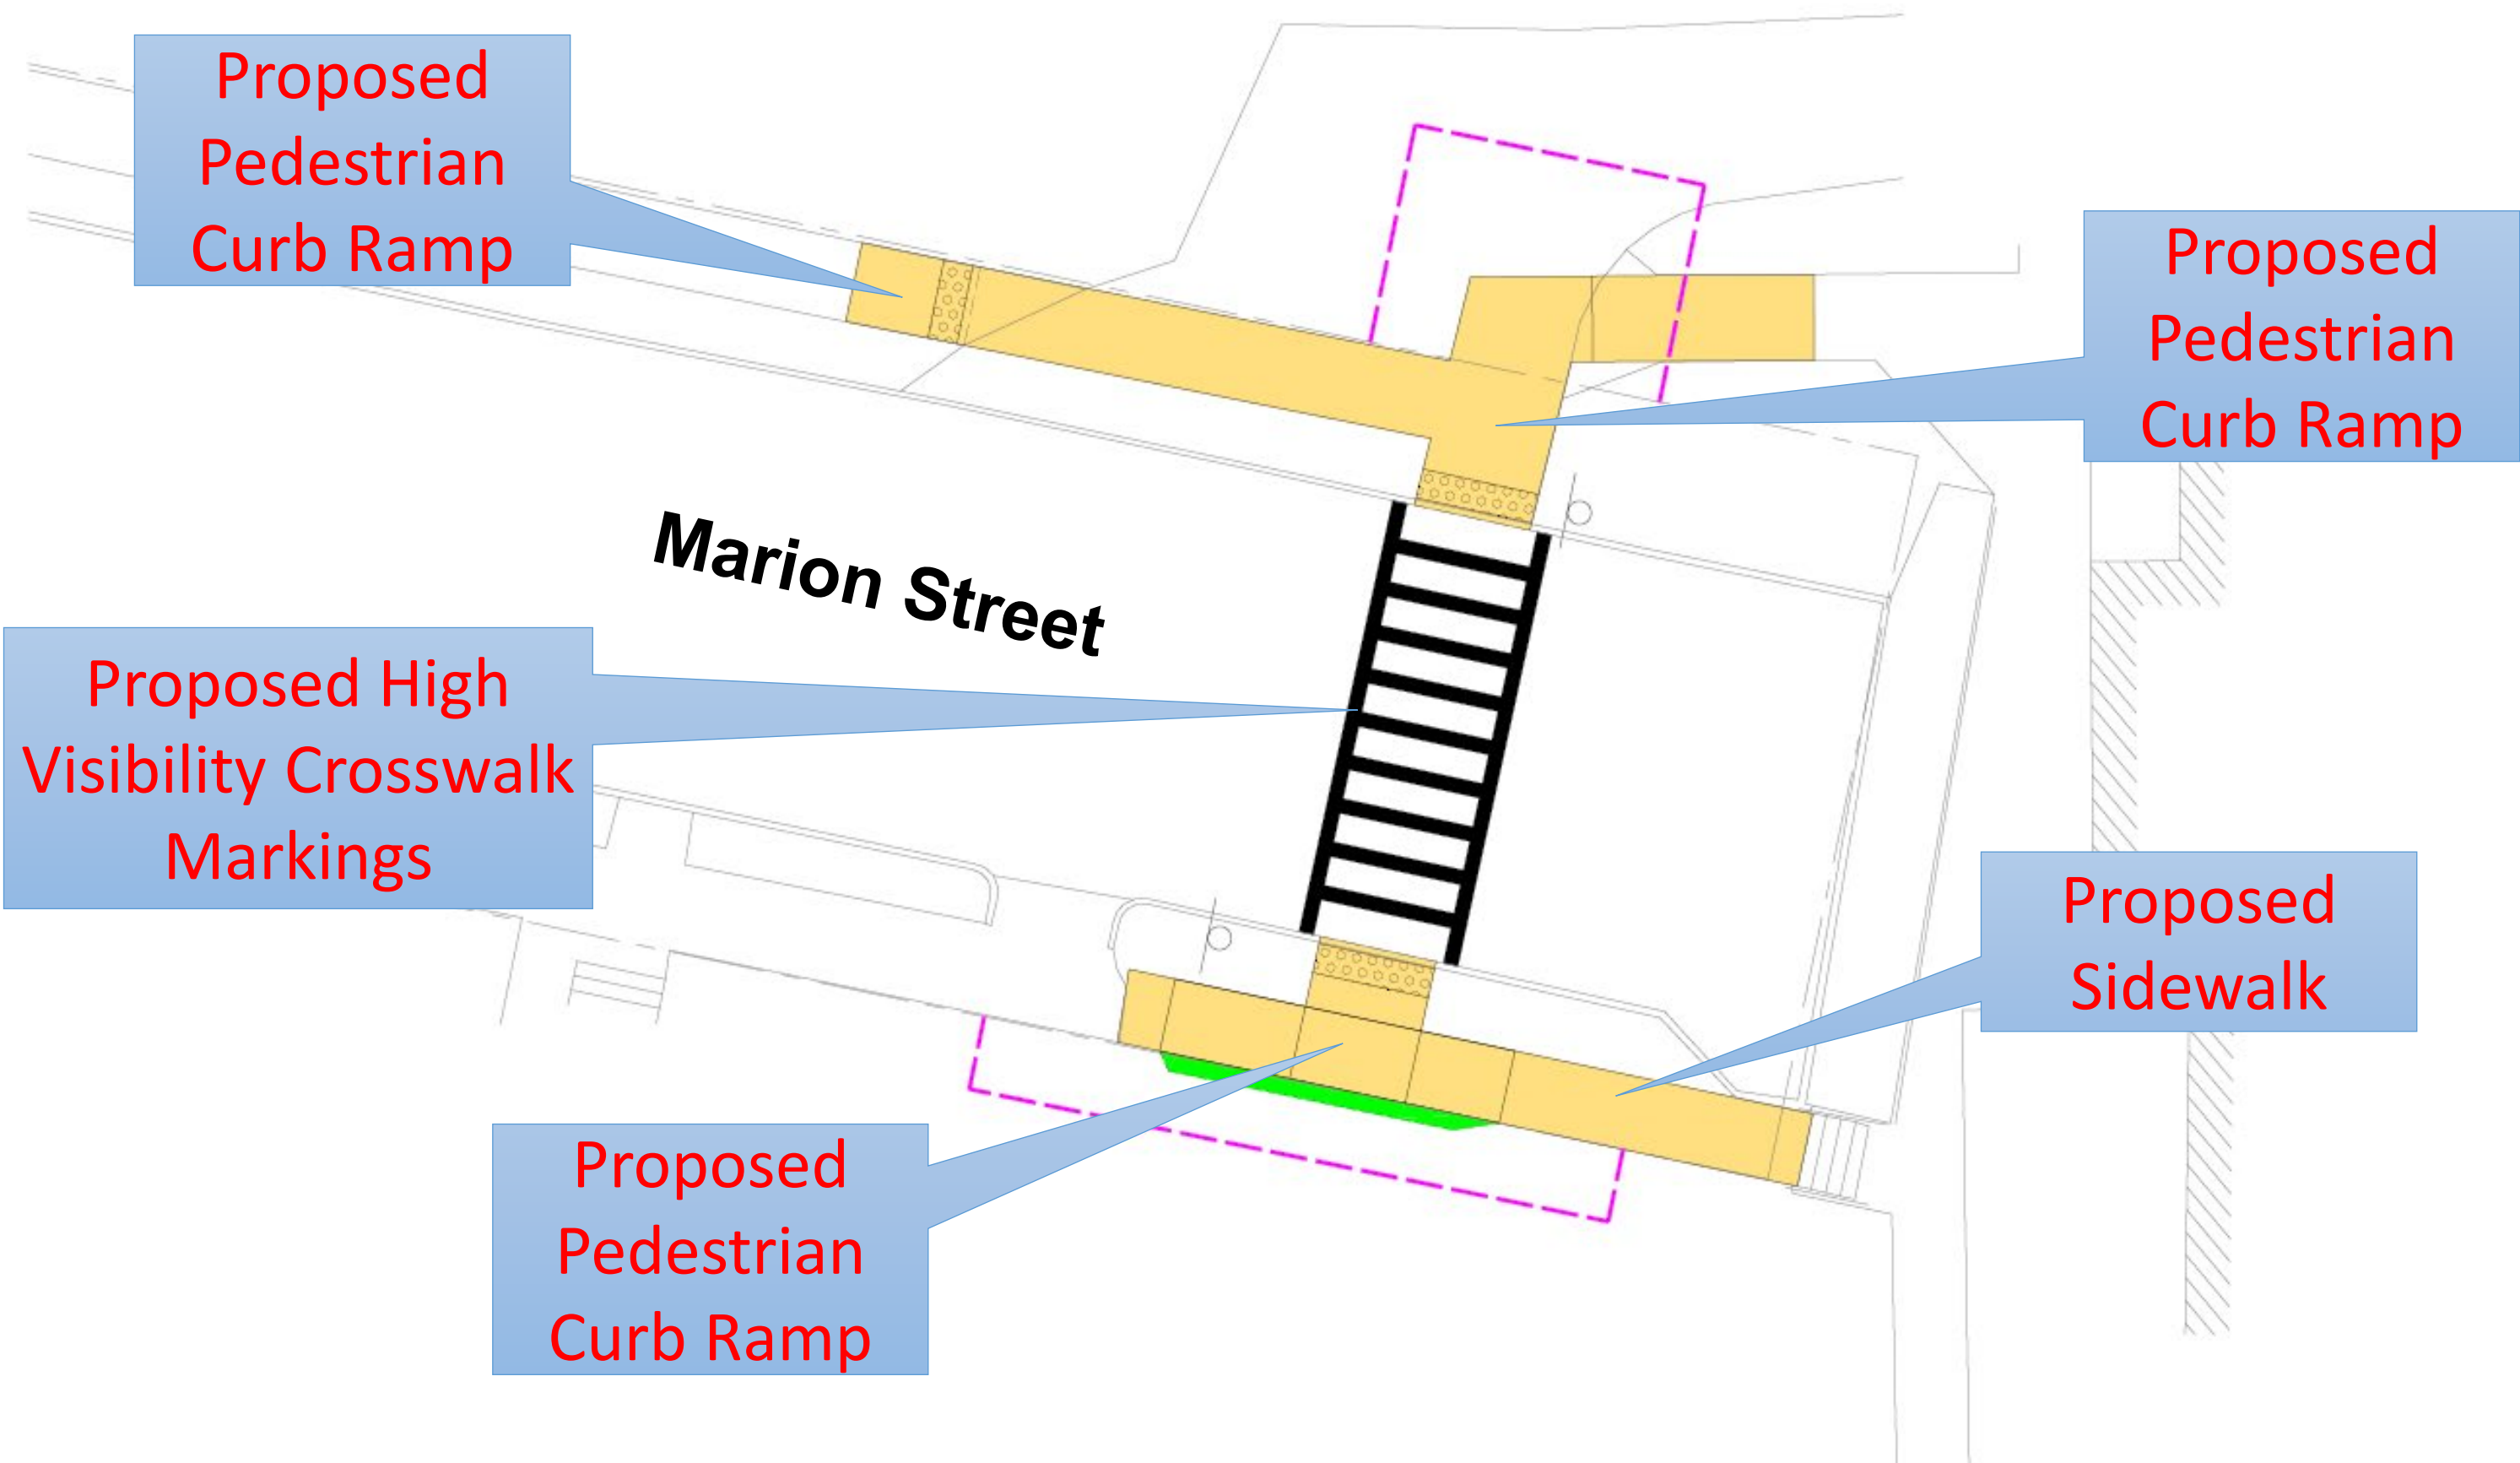 Proposed
Pedestrian
Curb Ramp
Proposed
Pedestrian
Curb Ramp
Marion Street
Proposed High
Visibility Crosswalk
Markings
Proposed
Sidewalk
Proposed
Pedestrian
Curb Ramp